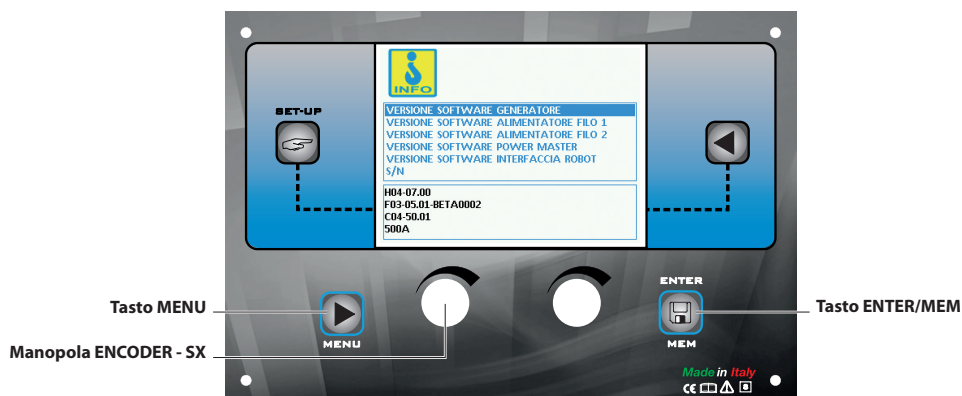 INFO
SET-UP
VERSIONE SOFTWARE GENERATORE
VERSIONE SOFTWARE ALIMENTATORE FILO 1
VERSIONE SOFTWARE ALIMENTATORE FILO 2
VERSIONE SOFTWARE POWER MASTER
VERSIONE SOFTWARE INTERFACCIA ROBOT
S/N
H04-07.00
F03-05.01-BETA0002
C04-50.01
500A
ENTER
Tasto MENU
Tasto ENTER/MEM
MENU
MEM
Manopola ENCODER - SX
Made in Italy
CE